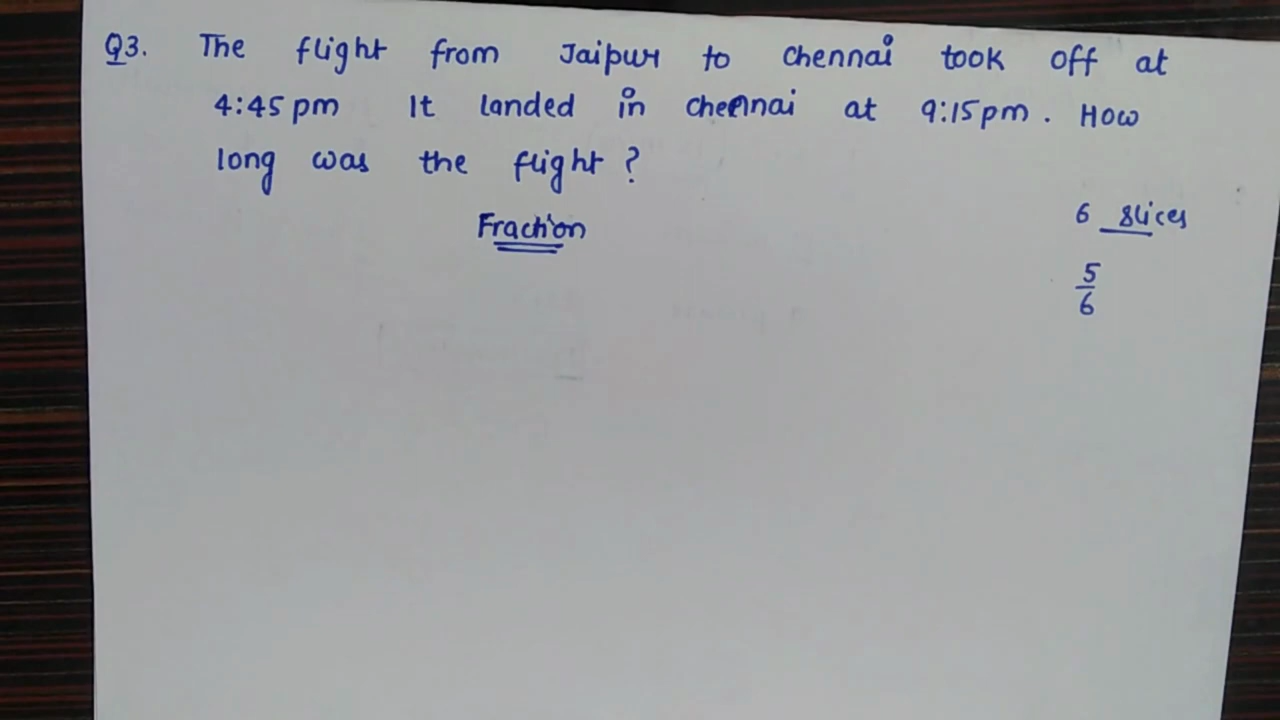 Q3. The flight from Jaipur to chennai took off at
4:45 pm It landed in chennai at 9:15 pm. How
long was the flight?
Fraction
6 slices
5
6